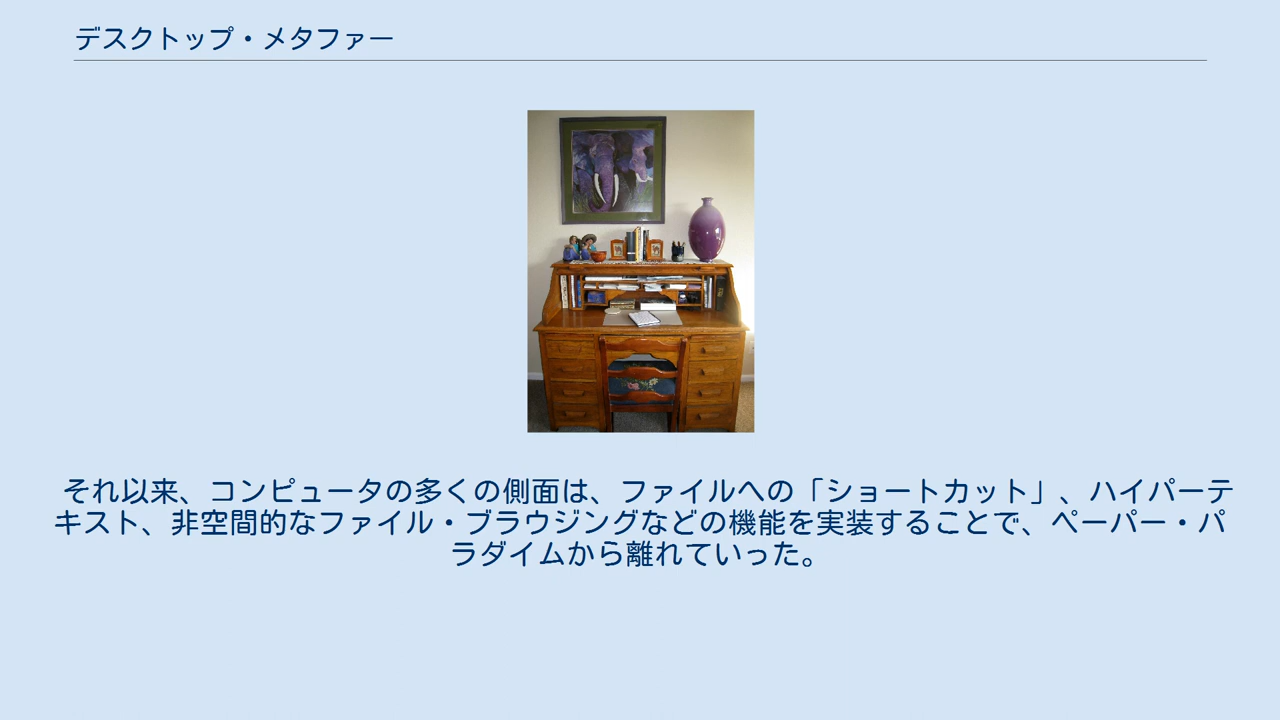 デスクトップ・メタファー
それ以来、コンピュータの多くの側面は、ファイルへの「ショートカット」、ハイパーテ
キスト、非空間的なファイル・ブラウジングなどの機能を実装することで、ペーパー・パ
ラダイムから離れていった。